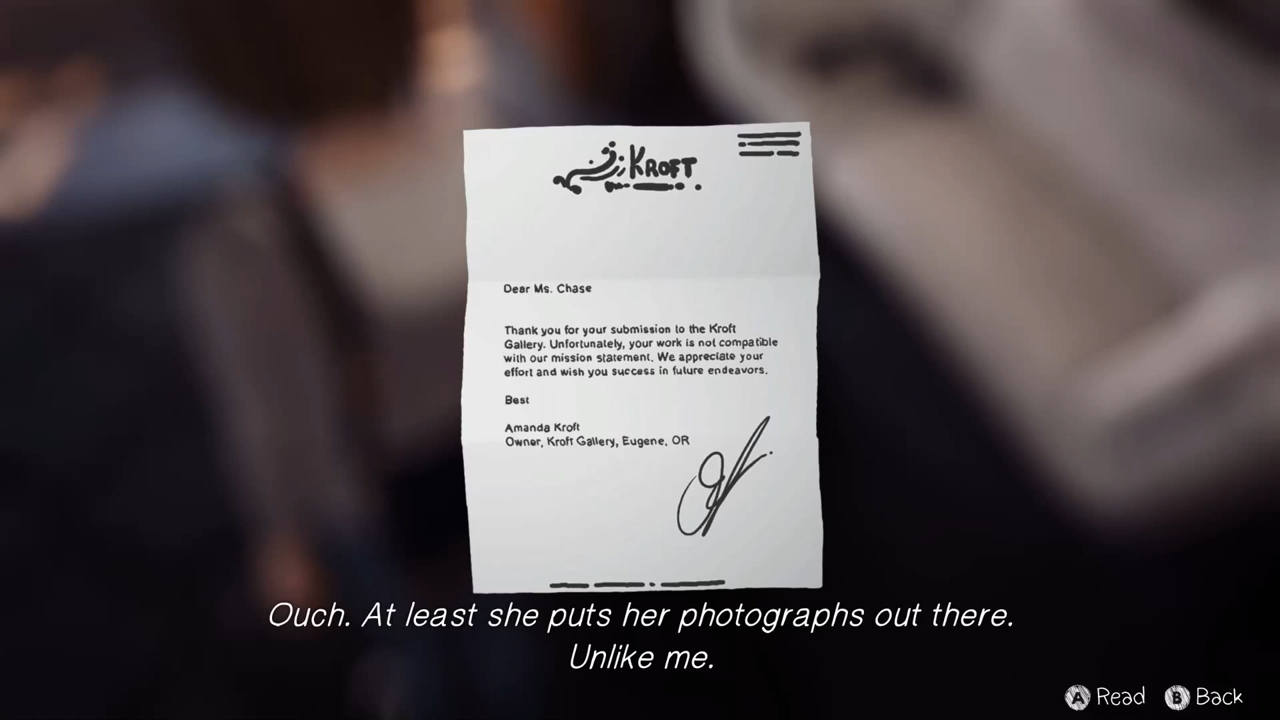 KROFT
Dear Ms. Chase
Thank you for your submission to the Kroft
Gallery. Unfortunately, your work is not compatible
with our mission statement. We appreciate your
effort and wish you success in future endeavors.
Best
Amanda Kroft
Owner, Kroft Gallery, Eugene, OR
Ouch. At least she puts her photographs out there.
Unlike me.
A Read B Back